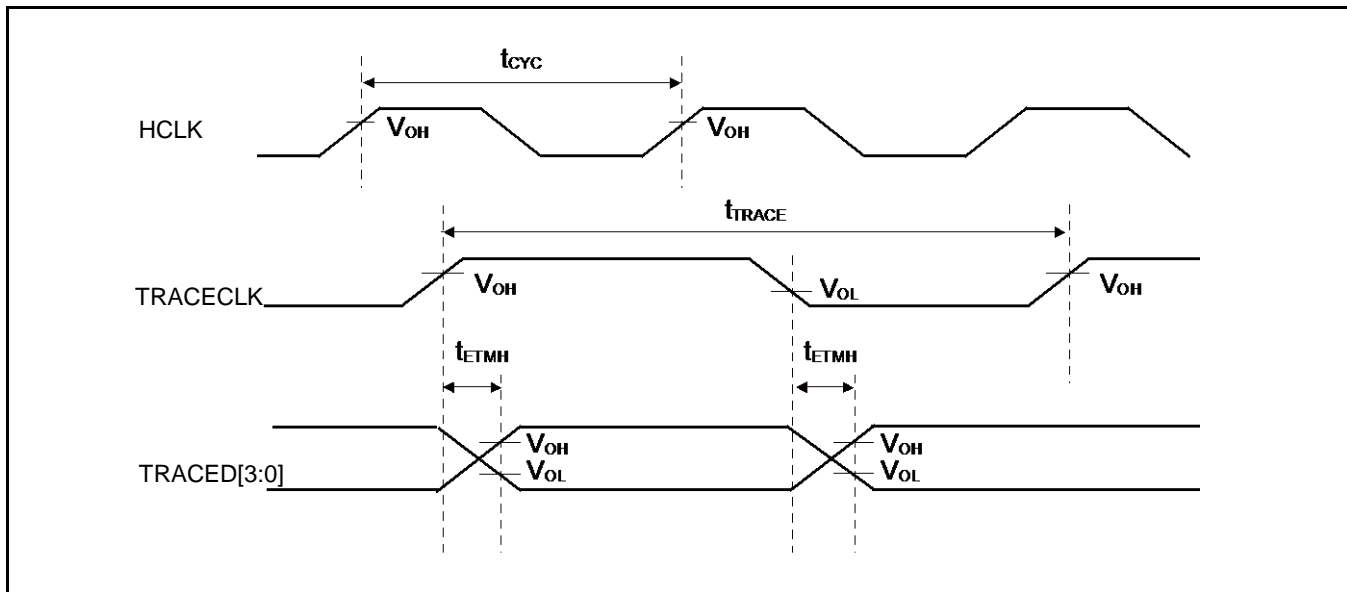 tCYC
HCLK
VOH
VOH
tTRACE
TRACECLK
VOH
VOL
VOH
tETMH
tETMH
TRACED[3:0]
VOH
VOL
VOH
VOL